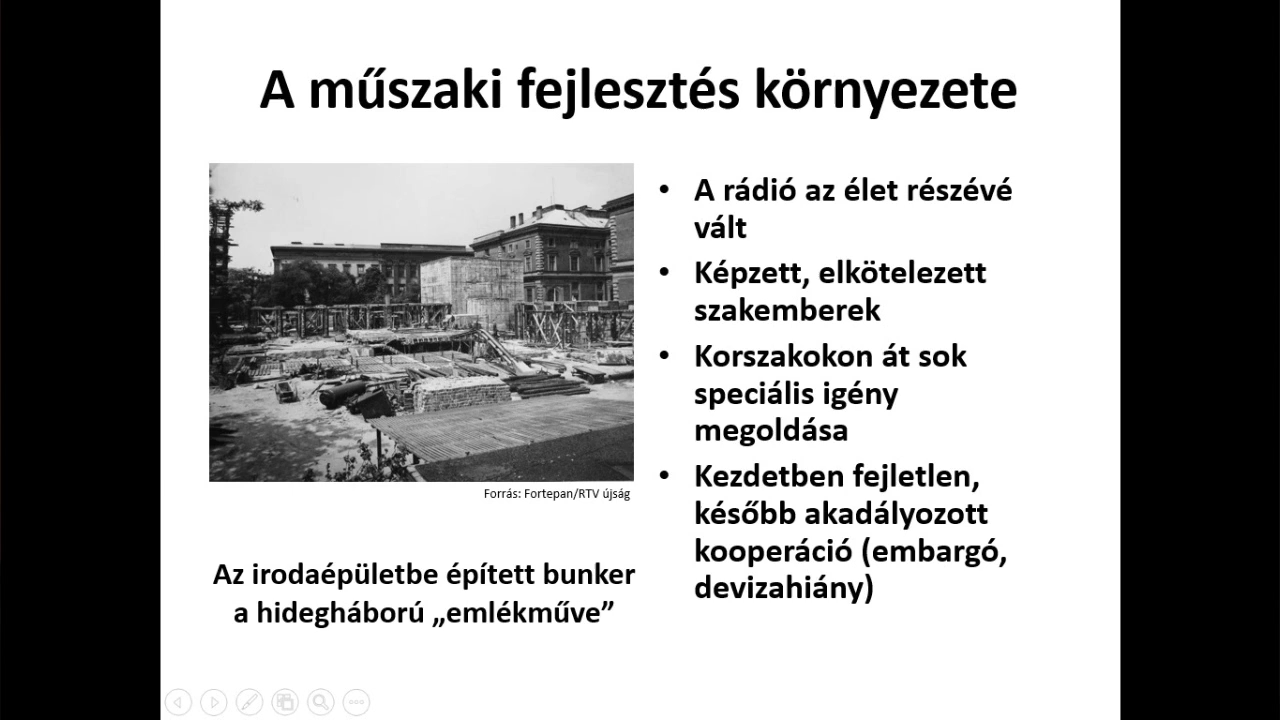 A műszaki fejlesztés környezete
• A rádió az élet részévé
vált
• Képzett, elkötelezett
szakemberek
• Korszakokon át sok
speciális igény
megoldása
• Kezdetben fejletlen,
később akadályozott
kooperáció (embargó,
devizahiány)
Forrás: Fortepan/RTV újság
Az irodaépületbe épített bunker
a hidegháború „emlékműve”